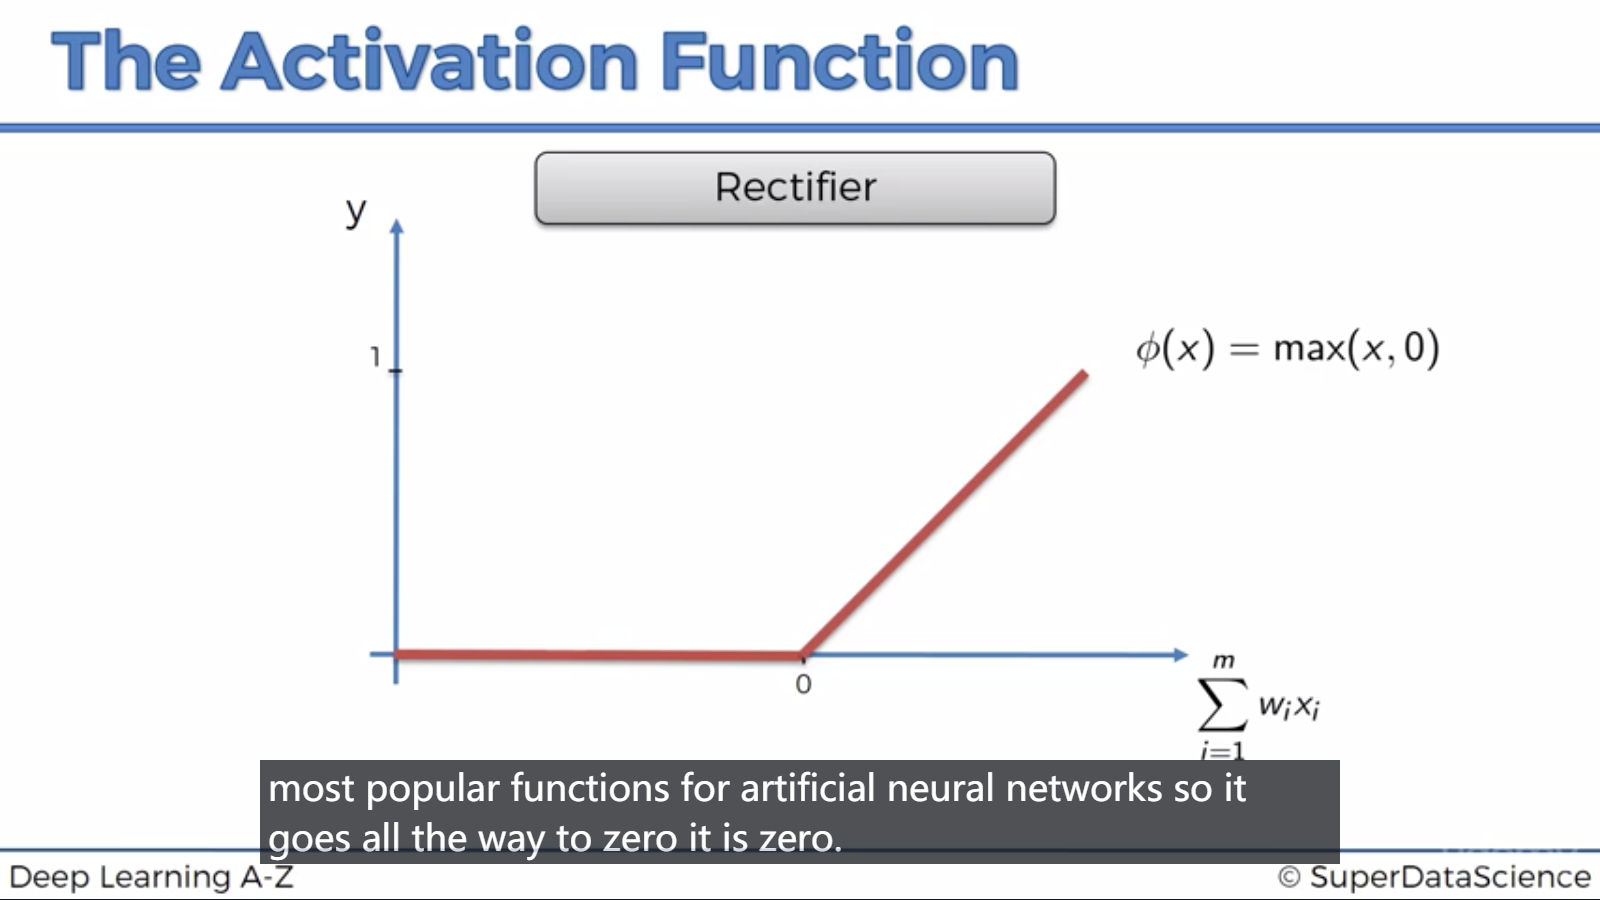 The Activation Function
Rectifier
y
1
ϕ(x) = max(x, 0)
0
m
∑ wᵢxᵢ
i=1
most popular functions for artificial neural networks so it
goes all the way to zero it is zero.
Deep Learning A-Z
© SuperDataScience